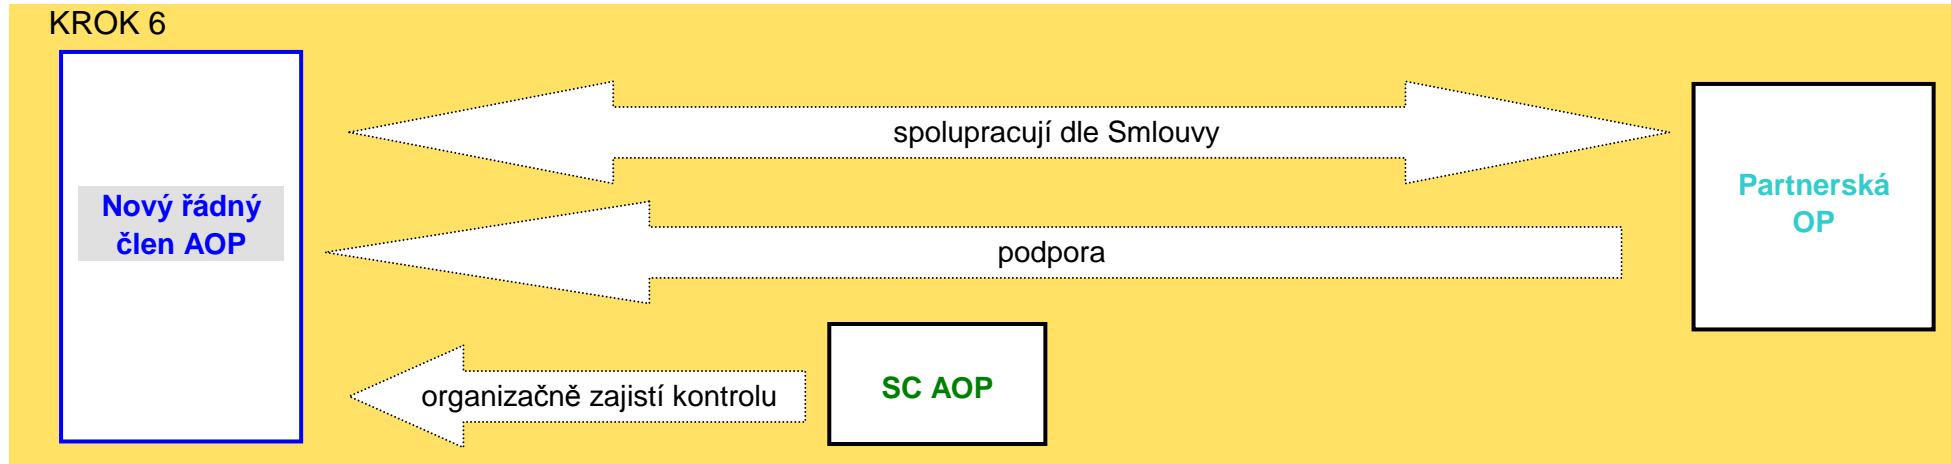 KROK 6
spolupracují dle Smlouvy
Partnerská
OP
Nový řádný
člen AOP
podpora
organizačně zajistí kontrolu
SC AOP